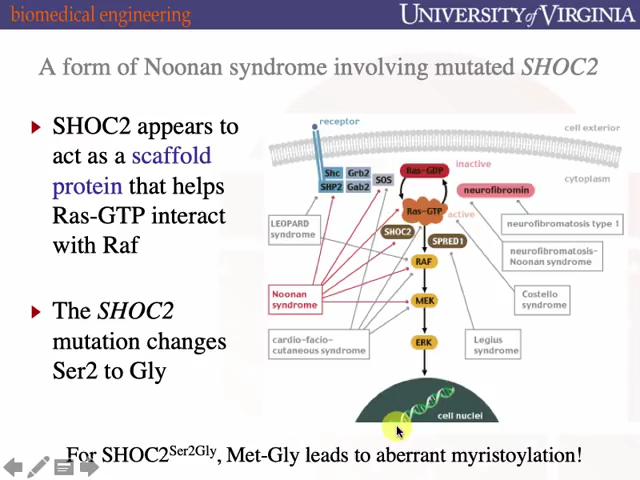 biomedical engineering
UNIVERSITY of VIRGINIA
A form of Noonan syndrome involving mutated SHOC2
SHOC2 appears to
act as a scaffold
protein that helps
Ras-GTP interact
with Raf
The SHOC2
mutation changes
Ser2 to Gly
receptor
cell exterior
cytoplasm
Shc
Grb2
SHP2
Gab2
SOS
Ras-GDP
inactive
neurofibromin
Ras-GTP
active
LEOPARD
syndrome
SHOC2
SPRED1
neurofibromatosis type 1
neurofibromatosis-
Noonan syndrome
RAF
Noonan
syndrome
MEK
Costello
syndrome
cardio-facio-
cutaneous syndrome
ERK
Legius
syndrome
cell nuclei
For SHOC2Ser2Gly, Met-Gly leads to aberrant myristoylation!